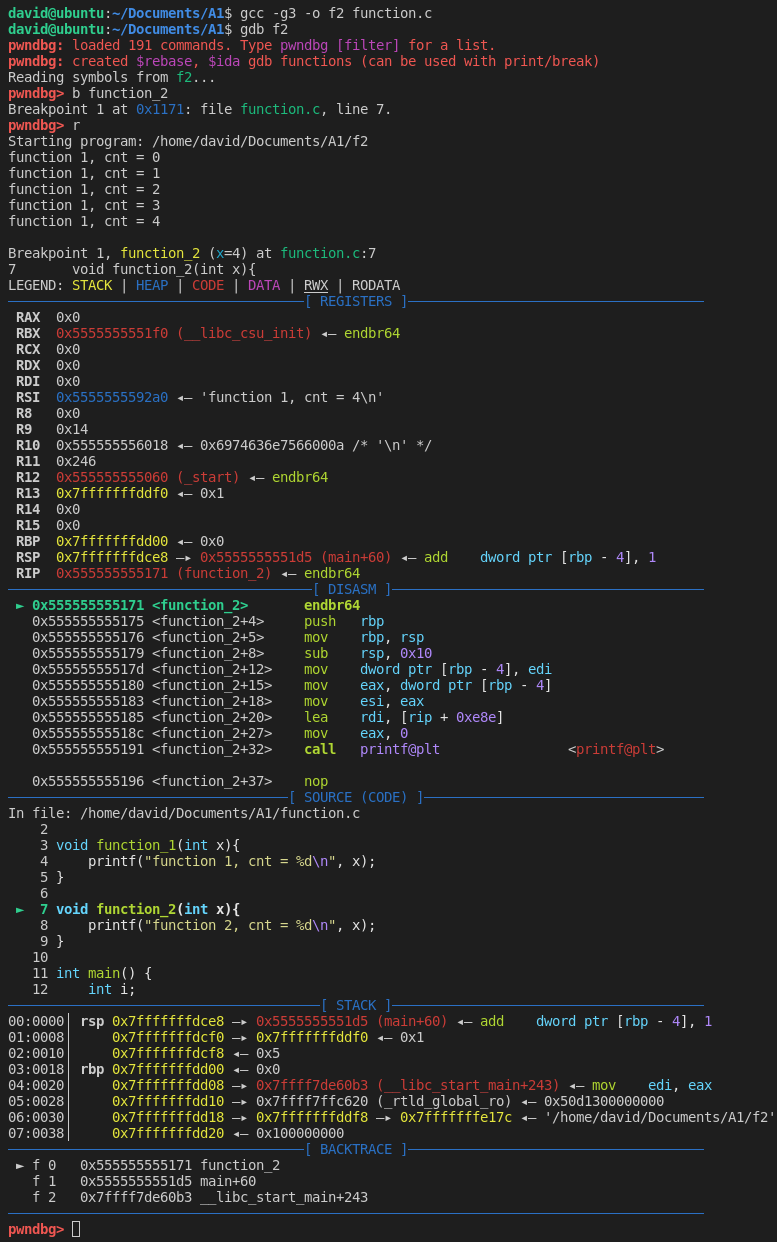 david@ubuntu:~/Documents/A1$ gcc -g3 -o f2 function.c
david@ubuntu:~/Documents/A1$ gdb f2
pwndbg: loaded 191 commands. Type pwndbg [filter] for a list.
pwndbg: created $rebase, $ida gdb functions (can be used with print/break)
Reading symbols from f2...
pwndbg> b function_2
Breakpoint 1 at 0x1171: file function.c, line 7.
pwndbg> r
Starting program: /home/david/Documents/A1/f2
function 1, cnt = 0
function 1, cnt = 1
function 1, cnt = 2
function 1, cnt = 3
function 1, cnt = 4
Breakpoint 1, function_2 (x=4) at function.c:7
7       void function_2(int x){
LEGEND: STACK | HEAP | CODE | DATA | RWX | RODATA
[ REGISTERS ]
RAX  0x0
RBX  0x5555555551f0 (__libc_csu_init) ◂— endbr64
RCX  0x0
RDX  0x0
RDI  0x0
RSI  0x5555555592a0 ◂— 'function 1, cnt = 4\n'
R8   0x0
R9   0x14
R10  0x555555556018 ◂— 0x6974636e7566000a /* '\n' */
R11  0x246
R12  0x555555555060 (_start) ◂— endbr64
R13  0x7fffffffddf0 ◂— 0x1
R14  0x0
R15  0x0
RBP  0x7fffffffdd00 ◂— 0x0
RSP  0x7fffffffdce8 —▸ 0x5555555551d5 (main+60) ◂— add    dword ptr [rbp - 4], 1
RIP  0x555555555171 (function_2) ◂— endbr64
[ DISASM ]
► 0x555555555171 <function_2>       endbr64
0x555555555175 <function_2+4>     push   rbp
0x555555555176 <function_2+5>     mov    rbp, rsp
0x555555555179 <function_2+8>     sub    rsp, 0x10
0x55555555517d <function_2+12>    mov    dword ptr [rbp - 4], edi
0x555555555180 <function_2+15>    mov    eax, dword ptr [rbp - 4]
0x555555555183 <function_2+18>    mov    esi, eax
0x555555555185 <function_2+20>    lea    rdi, [rip + 0xe8e]
0x55555555518c <function_2+27>    mov    eax, 0
0x555555555191 <function_2+32>    call   printf@plt                <printf@plt>
0x555555555196 <function_2+37>    nop
[ SOURCE (CODE) ]
In file: /home/david/Documents/A1/function.c
2
3 void function_1(int x){
4     printf("function 1, cnt = %d\n", x);
5 }
6
► 7 void function_2(int x){
8     printf("function 2, cnt = %d\n", x);
9 }
10
11 int main() {
12     int i;
[ STACK ]
00:0000│ rsp 0x7fffffffdce8 —▸ 0x5555555551d5 (main+60) ◂— add    dword ptr [rbp - 4], 1
01:0008│     0x7fffffffdcf0 —▸ 0x7fffffffddf0 ◂— 0x1
02:0010│     0x7fffffffdcf8 ◂— 0x5
03:0018│ rbp 0x7fffffffdd00 ◂— 0x0
04:0020│     0x7fffffffdd08 —▸ 0x7ffff7de60b3 (__libc_start_main+243) ◂— mov    edi, eax
05:0028│     0x7fffffffdd10 —▸ 0x7ffff7ffc620 (_rtld_global_ro) ◂— 0x50d1300000000
06:0030│     0x7fffffffdd18 —▸ 0x7fffffffddf8 —▸ 0x7fffffffe17c ◂— '/home/david/Documents/A1/f2'
07:0038│     0x7fffffffdd20 ◂— 0x100000000
[ BACKTRACE ]
► f 0   0x555555555171 function_2
f 1   0x5555555551d5 main+60
f 2   0x7ffff7de60b3 __libc_start_main+243
pwndbg>